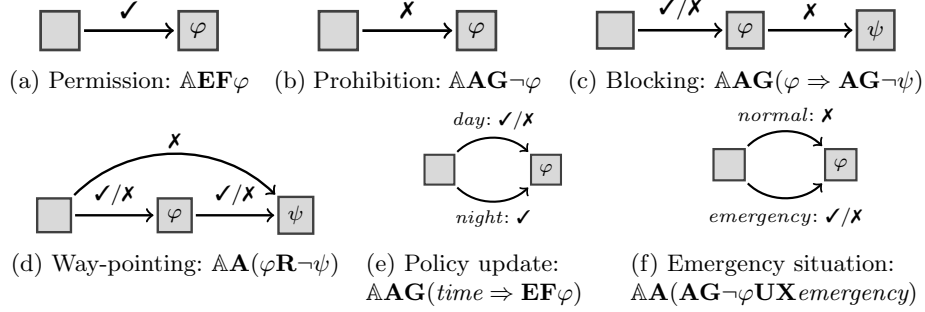 ✓ ✗ ✓/✗ ✗
φ φ φ ψ
(a) Permission: 𝔸𝐄𝐅φ (b) Prohibition: 𝔸𝐀𝐆¬φ (c) Blocking: 𝔸𝐀𝐆(φ ⇒ 𝐀𝐆¬ψ)
✗
✓/✗ ✓/✗
φ ψ
(d) Way-pointing: 𝔸𝐀(φ𝐑¬ψ)
day: ✓/✗
φ
night: ✓
(e) Policy update:
𝔸𝐀𝐆(time ⇒ 𝐄𝐅φ)
normal: ✗
φ
emergency: ✓/✗
(f) Emergency situation:
𝔸𝐀(𝐀𝐆¬φ𝐔𝐗emergency)